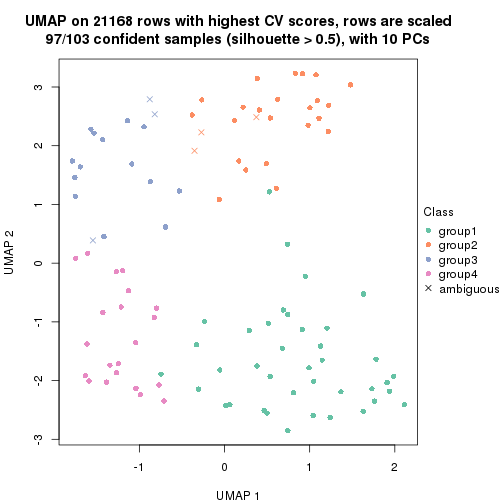 UMAP on 21168 rows with highest CV scores, rows are scaled
97/103 confident samples (silhouette > 0.5), with 10 PCs
3
2
1
0
-1
-2
-3
UMAP 2
-1
0
1
2
UMAP 1
Class
group1
group2
group3
group4
ambiguous